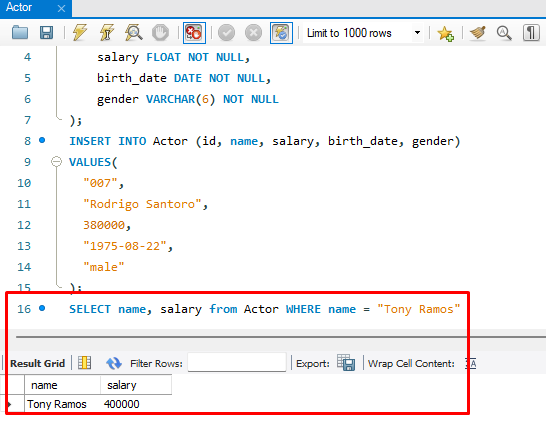 Actor
Limit to 1000 rows
4 salary FLOAT NOT NULL,
5 birth_date DATE NOT NULL,
6 gender VARCHAR(6) NOT NULL
7 );
8 INSERT INTO Actor (id, name, salary, birth_date, gender)
9 VALUES(
10 "007",
11 "Rodrigo Santoro",
12 380000,
13 "1975-08-22",
14 "male"
15 );
16 SELECT name, salary from Actor WHERE name = "Tony Ramos"
Result Grid Filter Rows: Export: Wrap Cell Content: IA
name salary
Tony Ramos 400000